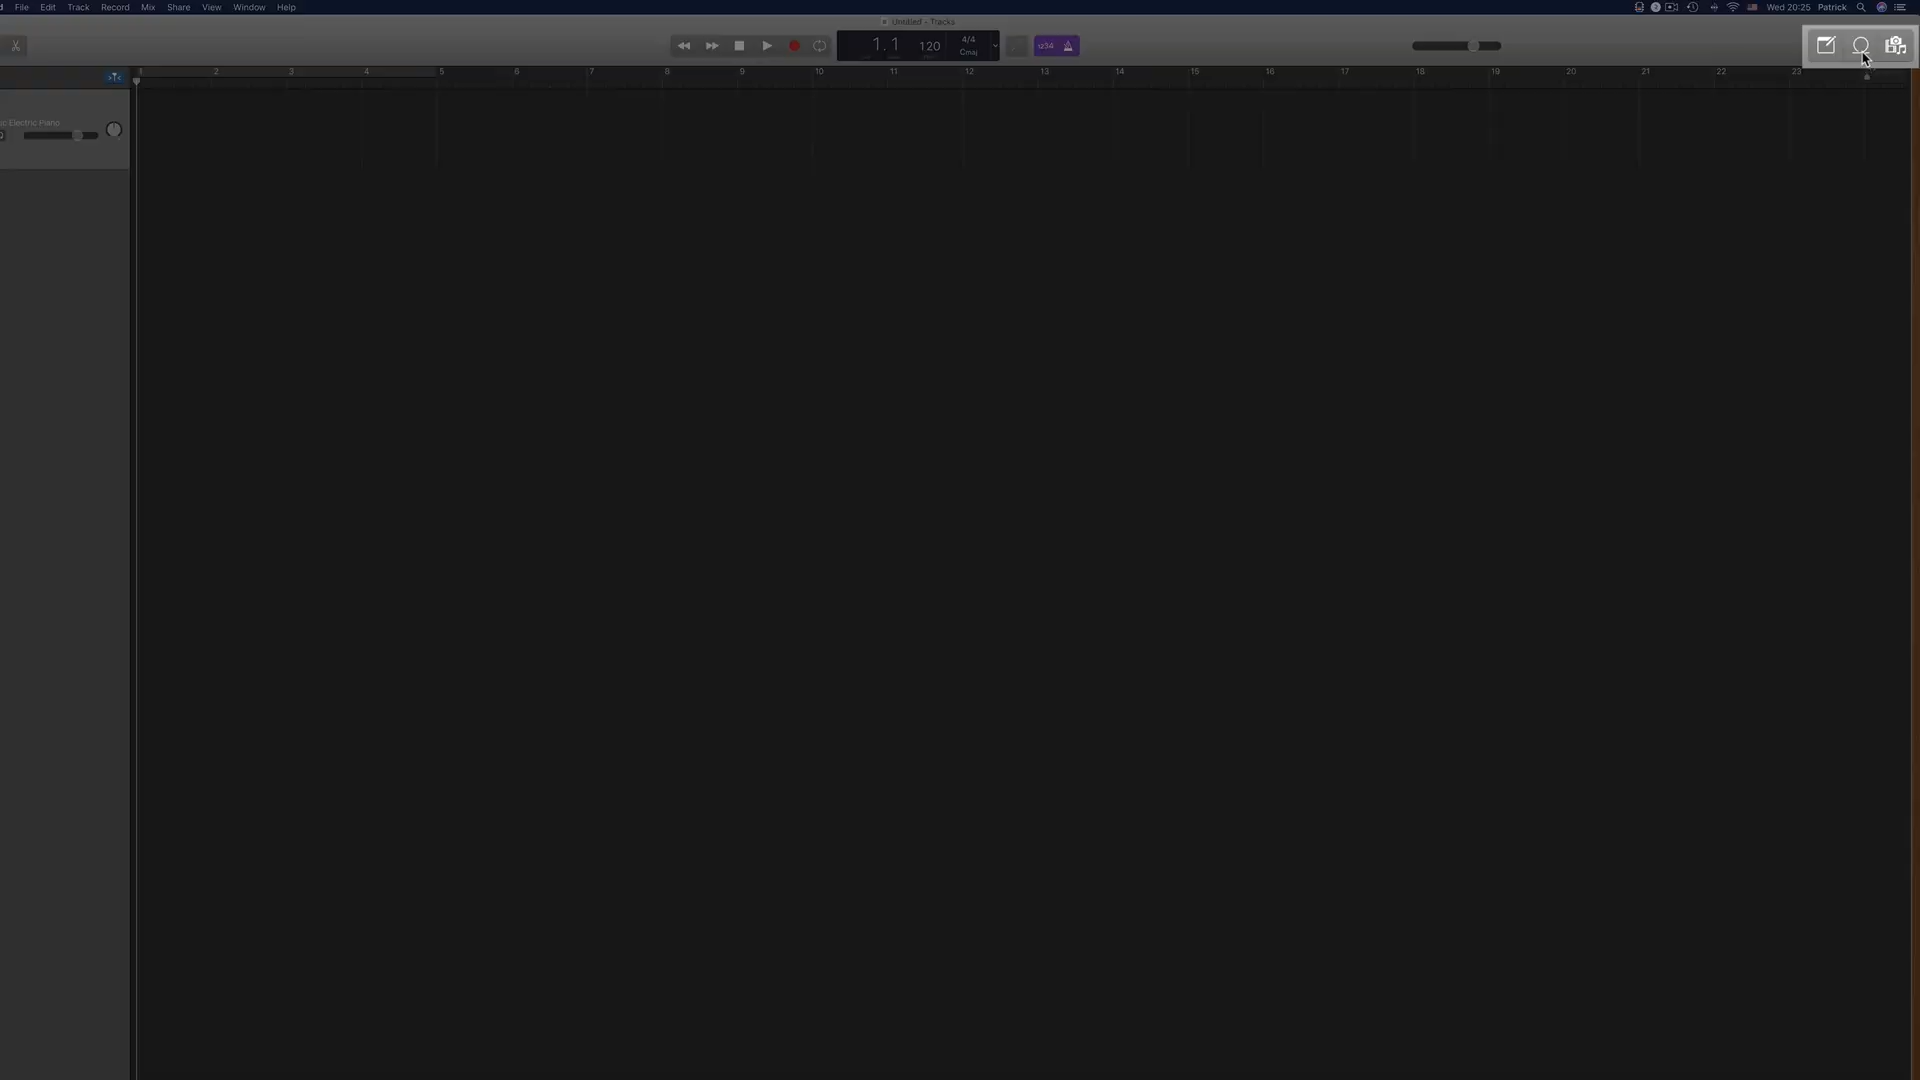 File Edit Track Record Mix Share View Window Help Wed 20:25 Patrick
Untitled - Tracks
1. 1 120 4/4 Cmaj 1234
1 2 3 4 5 6 7 8 9 10 11 12 13 14 15 16 17 18 19 20 21 22 23
Electric Piano